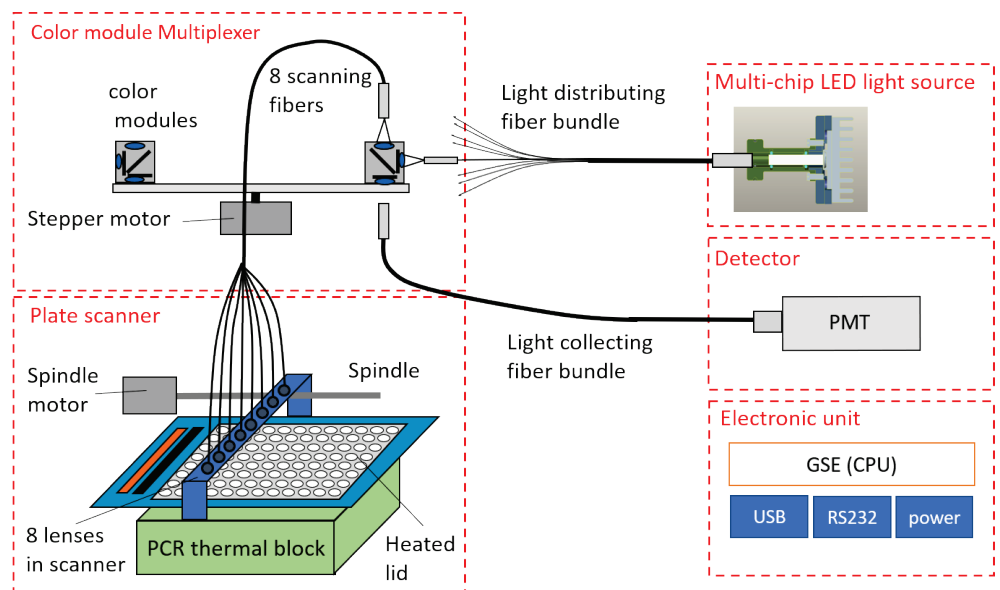 Color module Multiplexer
8 scanning
fibers
color
modules
Stepper motor
Light distributing
fiber bundle
Multi-chip LED light source
Detector
PMT
Light collecting
fiber bundle
Plate scanner
Spindle
motor
Spindle
8 lenses
in scanner
PCR thermal block
Heated
lid
Electronic unit
GSE (CPU)
USB
RS232
power